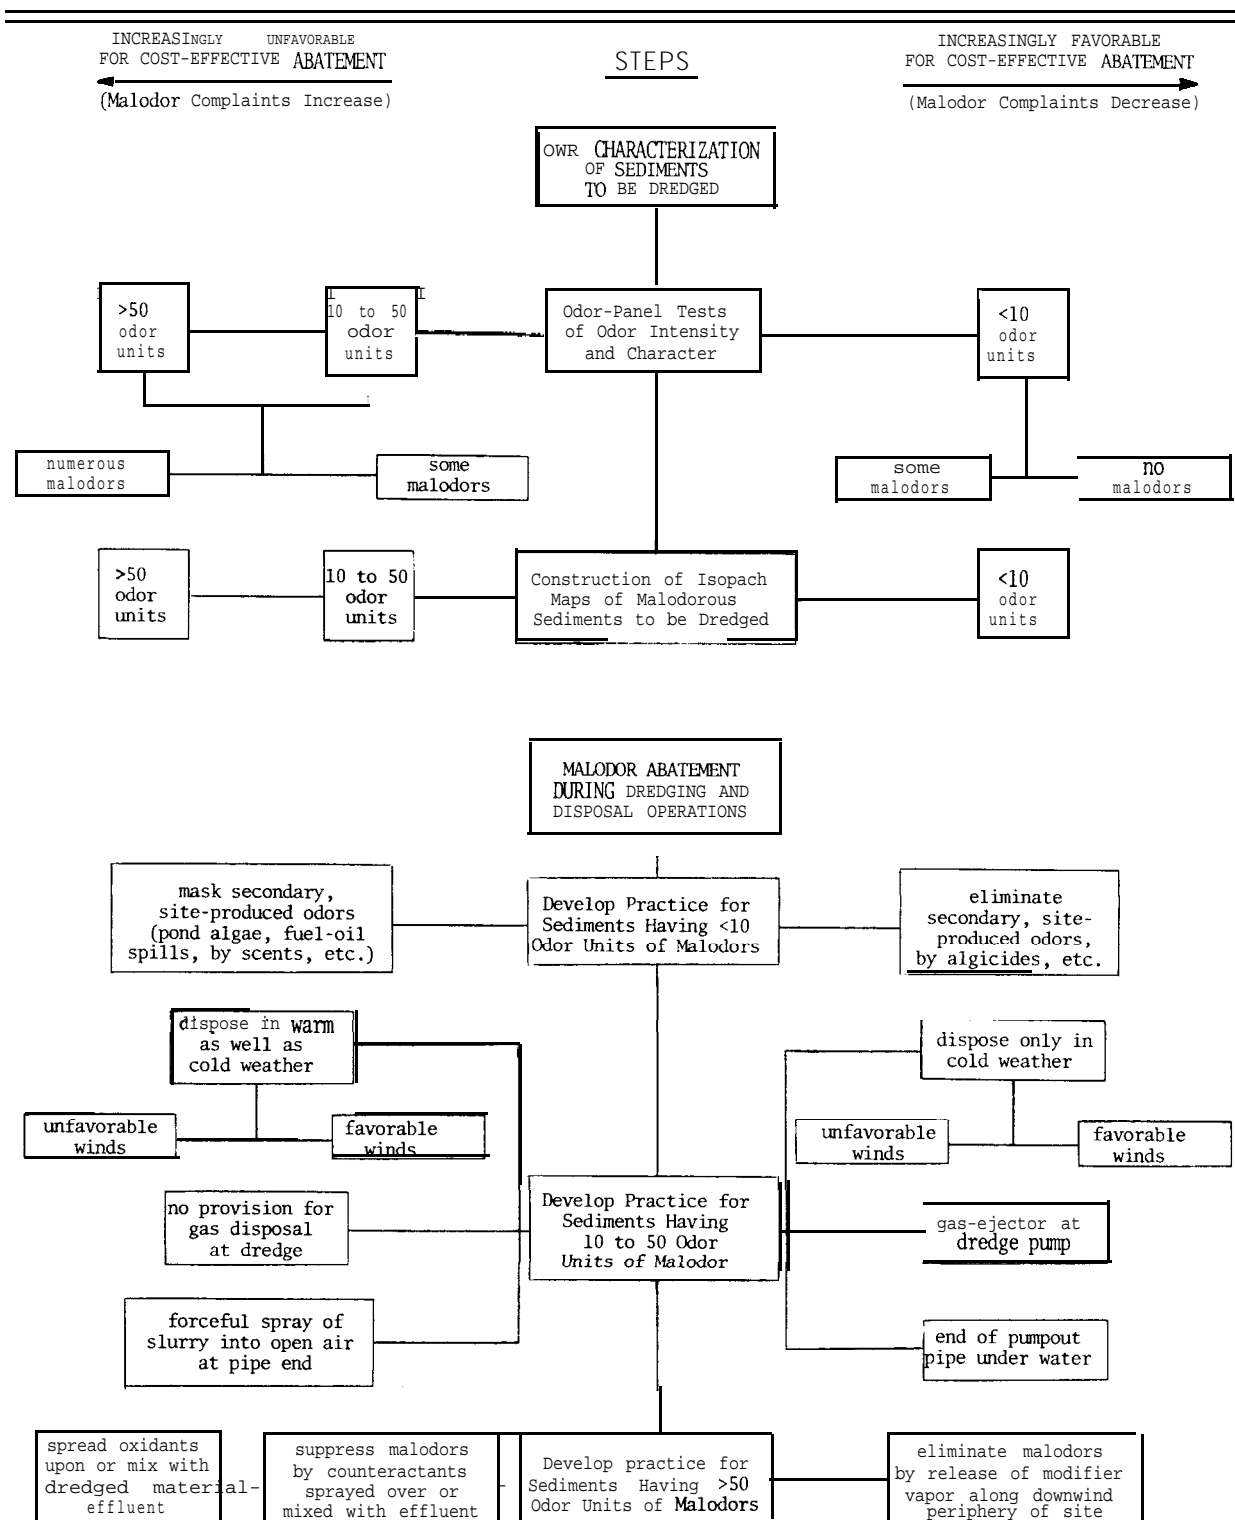 INCREASINGLY UNFAVORABLE
FOR COST-EFFECTIVE ABATEMENT
(Malodor Complaints Increase)
STEPS
INCREASINGLY FAVORABLE
FOR COST-EFFECTIVE ABATEMENT
(Malodor Complaints Decrease)
OWR CHARACTERIZATION
OF SEDIMENTS
TO BE DREDGED
>50
odor
units
10 to 50
odor
units
Odor-Panel Tests
of Odor Intensity
and Character
<10
odor
units
numerous
malodors
some
malodors
some
malodors
no
malodors
>50
odor
units
10 to 50
odor
units
Construction of Isopach
Maps of Malodorous
Sediments to be Dredged
<10
odor
units
MALODOR ABATEMENT
DURING DREDGING AND
DISPOSAL OPERATIONS
mask secondary,
site-produced odors
(pond algae, fuel-oil
spills, by scents, etc.)
Develop Practice for
Sediments Having <10
Odor Units of Malodors
eliminate
secondary, site-
produced odors,
by algicides, etc.
dispose in warm
as well as
cold weather
dispose only in
cold weather
unfavorable
winds
favorable
winds
unfavorable
winds
favorable
winds
no provision for
gas disposal
at dredge
Develop Practice for
Sediments Having
10 to 50 Odor
Units of Malodor
gas-ejector at
dredge pump
forceful spray of
slurry into open air
at pipe end
end of pumpout
pipe under water
spread oxidants
upon or mix with
dredged material-
effluent
suppress malodors
by counteractants
sprayed over or
mixed with effluent
Develop practice for
Sediments Having >50
Odor Units of Malodors
eliminate malodors
by release of modifier
vapor along downwind
periphery of site